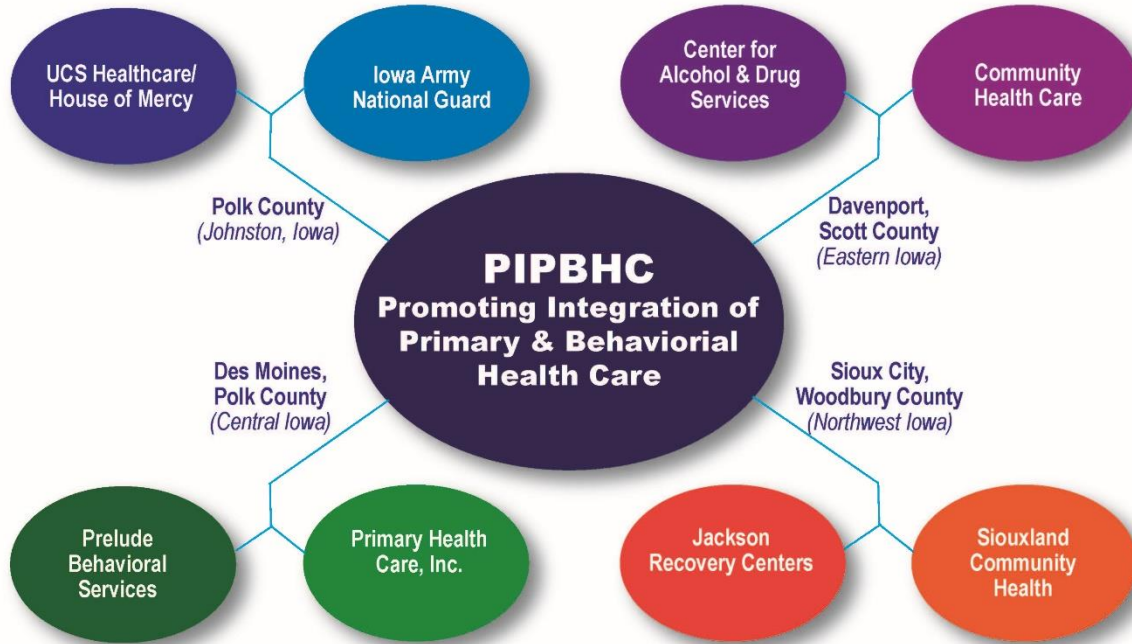 UCS Healthcare/
House of Mercy
Iowa Army
National Guard
Center for
Alcohol & Drug
Services
Community
Health Care
Polk County
(Johnston, Iowa)
Davenport,
Scott County
(Eastern Iowa)
PIPBHC
Promoting Integration of
Primary & Behaviorial
Health Care
Des Moines,
Polk County
(Central Iowa)
Sioux City,
Woodbury County
(Northwest Iowa)
Prelude
Behavioral
Services
Primary Health
Care, Inc.
Jackson
Recovery Centers
Siouxland
Community
Health